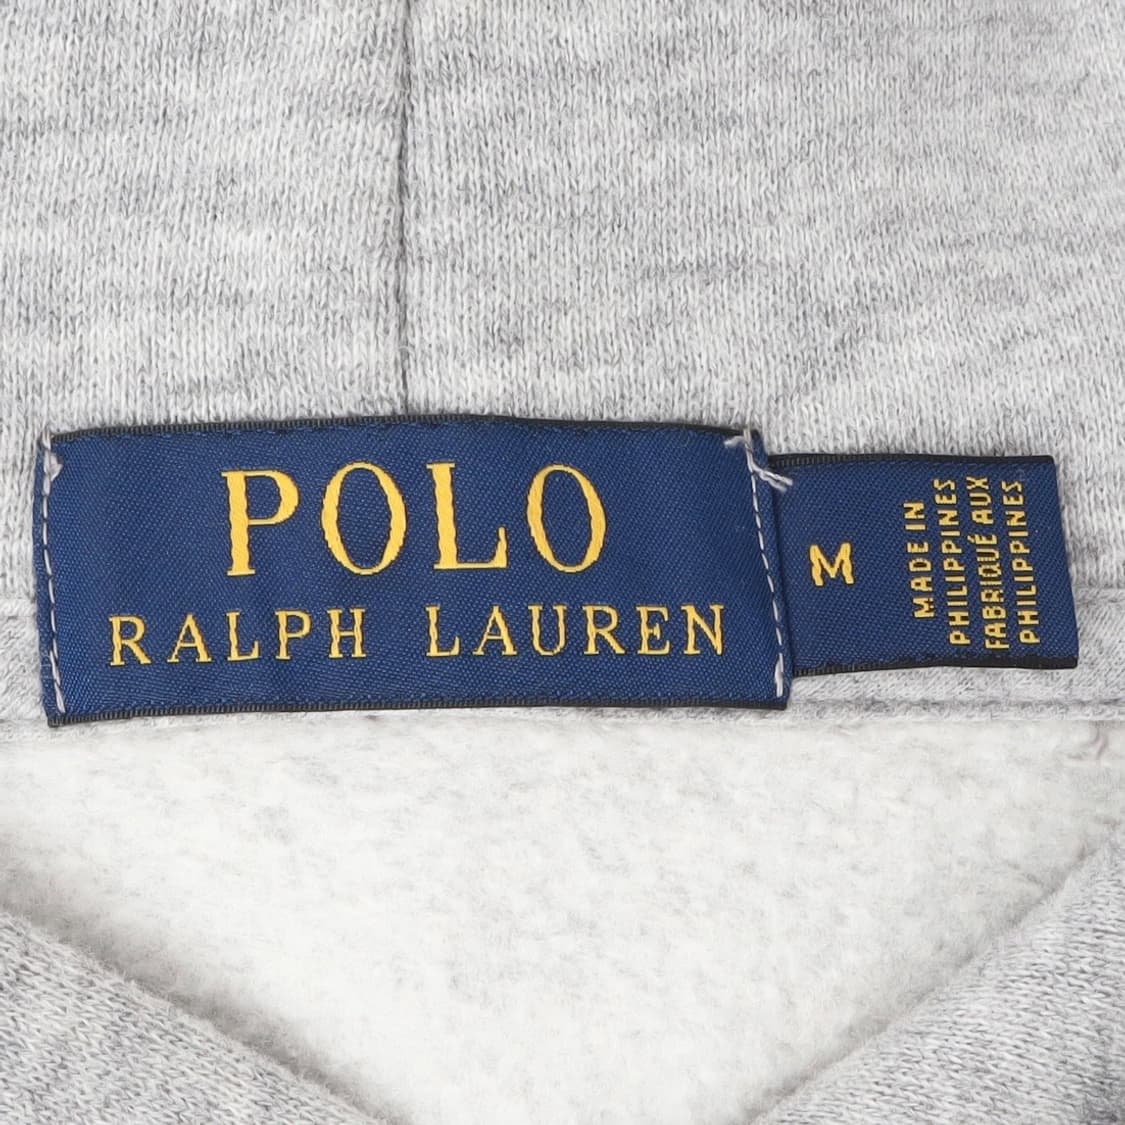 POLO
RALPH LAUREN
M
MADE IN
PHILIPPINES
FABRIQUÉ AUX
PHILIPPINES